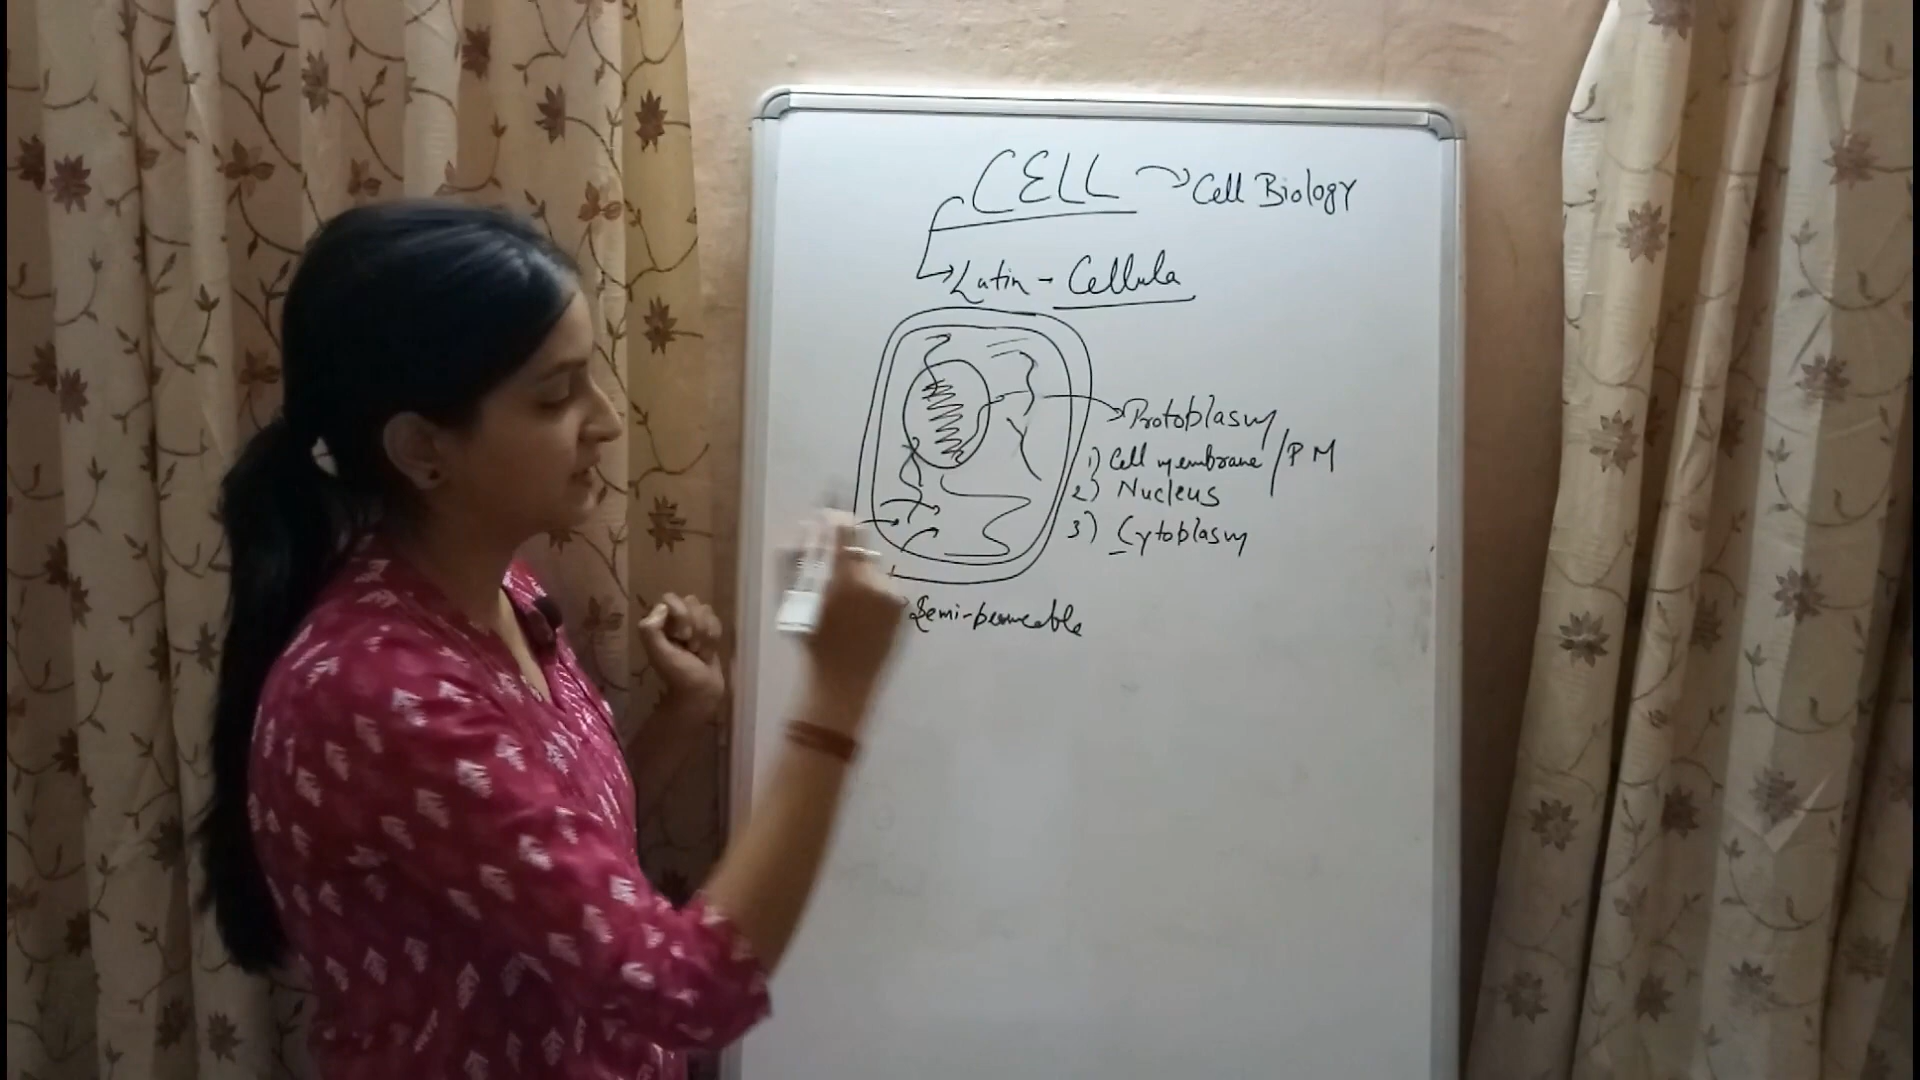 CELL → Cell Biology
→ Latin - Cellula
→ Protoplasm
1) Cell membrane / PM
2) Nucleus
3) Cytoplasm
Semi-permeable